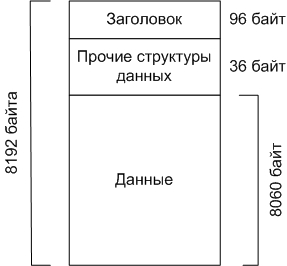 Заголовок
96 байт
Прочие структуры
данных
36 байт
8192 байта
Данные
8060 байт